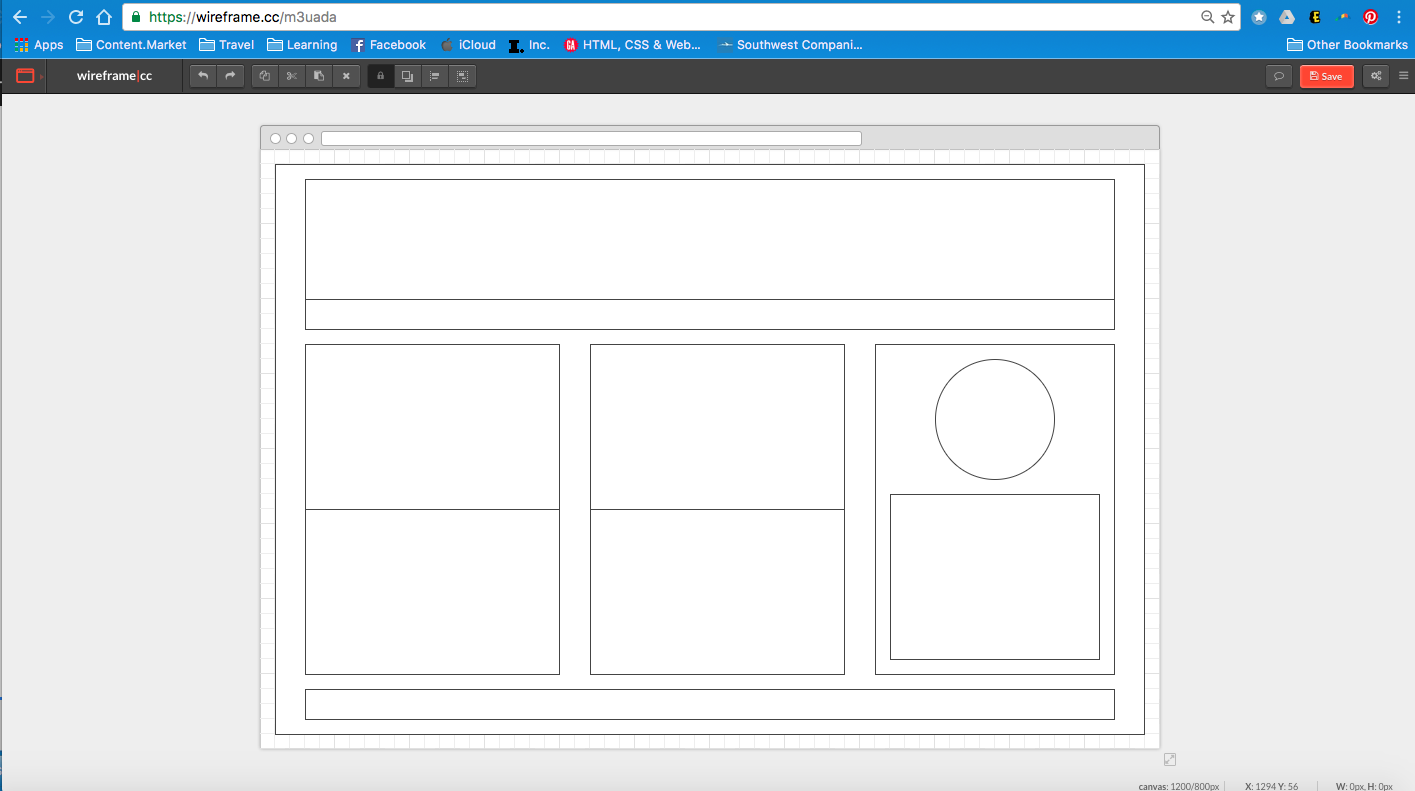 https://wireframe.cc/m3uada
Apps Content.Market Travel Learning Facebook iCloud Inc. HTML, CSS & Web... Southwest Compani... Other Bookmarks
wireframe|cc Save
canvas: 1200/800px X: 1294 Y: 56 W: 0px, H: 0px